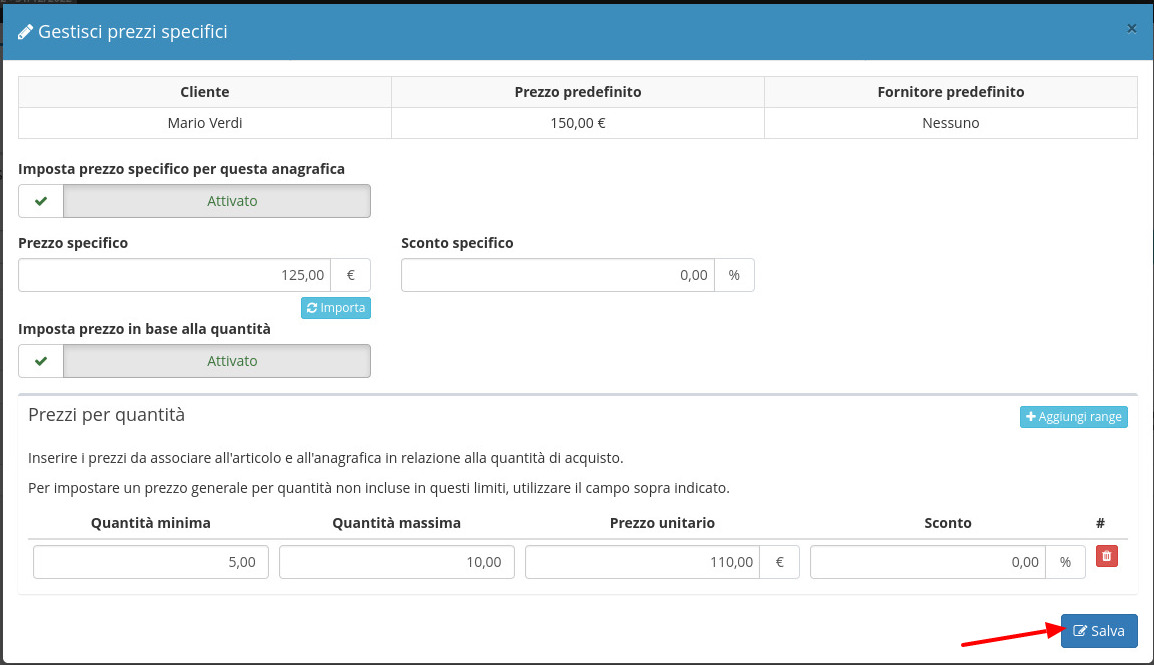 Gestisci prezzi specifici ×
Cliente Prezzo predefinito Fornitore predefinito
Mario Verdi 150,00 € Nessuno
Imposta prezzo specifico per questa anagrafica
Attivato
Prezzo specifico Sconto specifico
125,00 € 0,00 %
Importa
Imposta prezzo in base alla quantità
Attivato
Prezzi per quantità + Aggiungi range
Inserire i prezzi da associare all'articolo e all'anagrafica in relazione alla quantità di acquisto.
Per impostare un prezzo generale per quantità non incluse in questi limiti, utilizzare il campo sopra indicato.
Quantità minima Quantità massima Prezzo unitario Sconto #
5,00 10,00 110,00 € 0,00 %
Salva